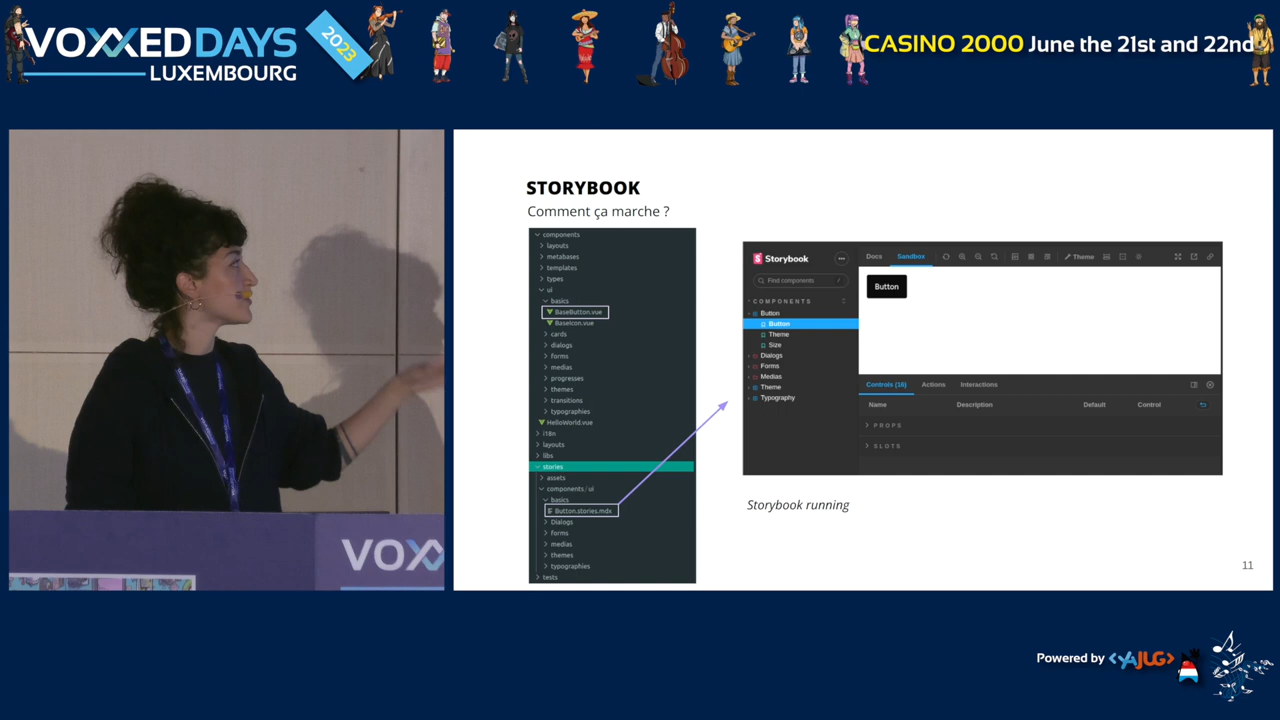 VOXXEDDAYS
LUXEMBOURG
2023
CASINO 2000 June the 21st and 22nd
VOXX
STORYBOOK
Comment ça marche ?
components
layouts
metabases
templates
types
ui
basics
BaseButton.vue
BaseIcon.vue
cards
dialogs
forms
medias
progresses
themes
transitions
typographies
HelloWorld.vue
i18n
layouts
libs
stories
assets
components / ui
basics
Button.stories.mdx
Dialogs
forms
medias
themes
typographies
tests
Storybook
Find components /
COMPONENTS
Button
Button
Theme
Size
Dialogs
Forms
Medias
Theme
Typography
Docs Sandbox Theme
Button
Controls (16) Actions Interactions
Name Description Default Control
PROPS
SLOTS
Storybook running
11
Powered by <YAJUG>